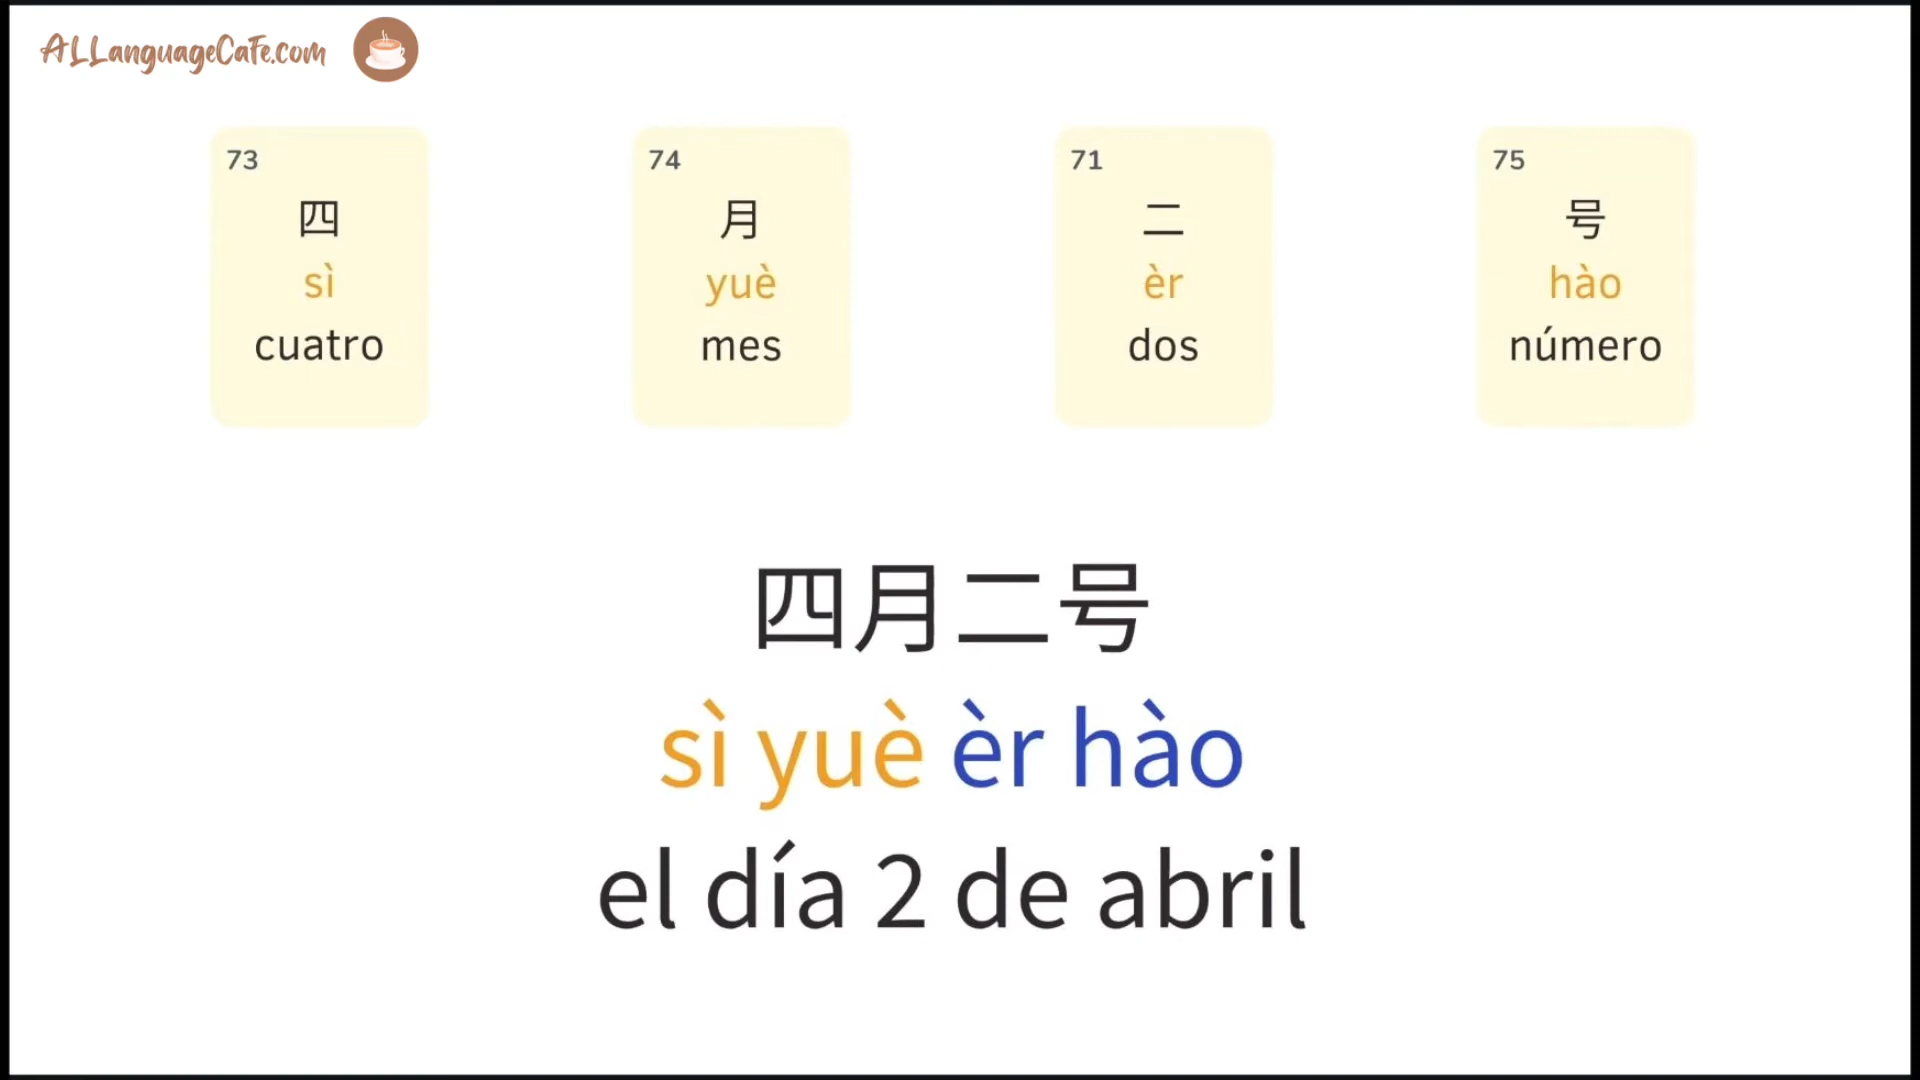 ALLanguageCafe.com
73
四
sì
cuatro
74
月
yuè
mes
71
二
èr
dos
75
号
hào
número
四月二号
sì yuè èr hào
el día 2 de abril